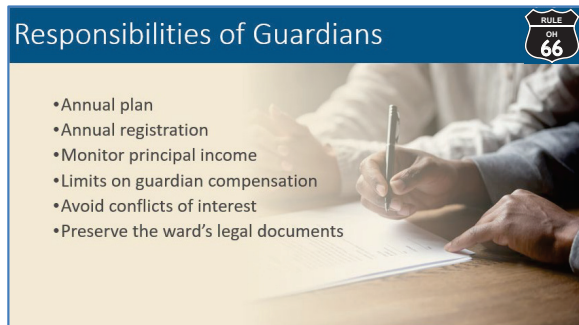 Responsibilities of Guardians
RULE
OH
66
•Annual plan
•Annual registration
•Monitor principal income
•Limits on guardian compensation
•Avoid conflicts of interest
•Preserve the ward's legal documents